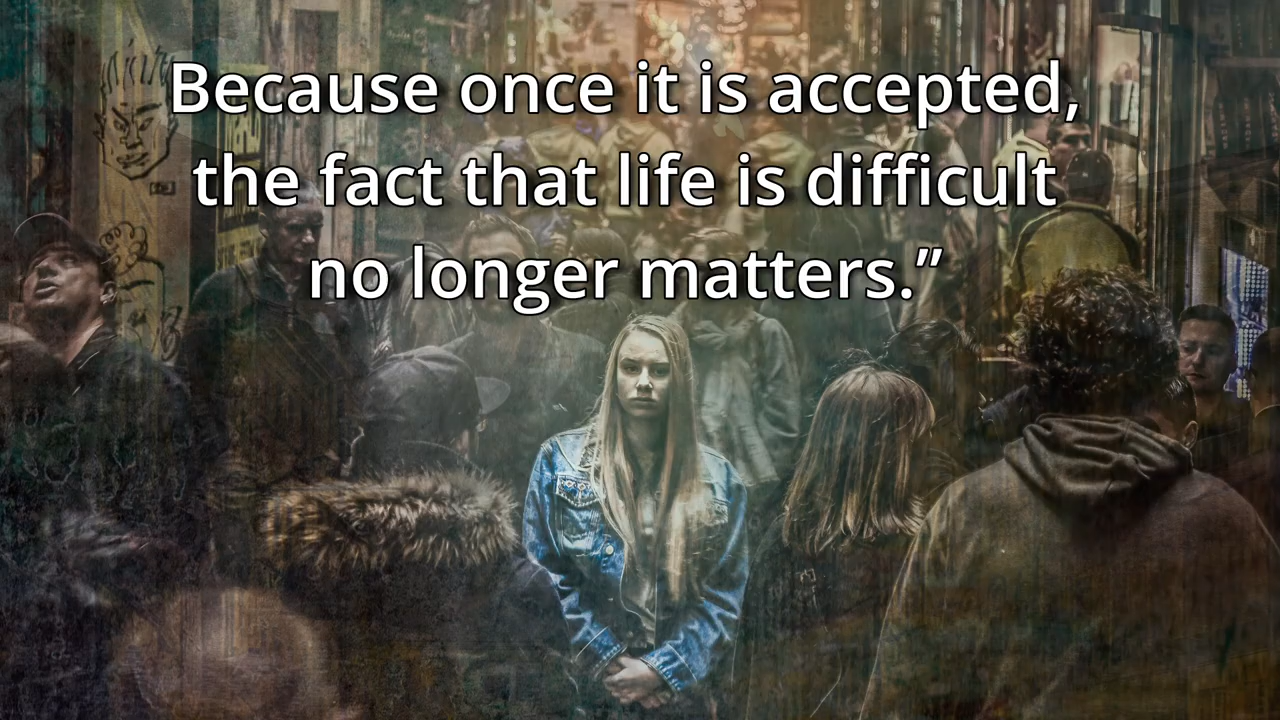 Because once it is accepted,
the fact that life is difficult
no longer matters.”